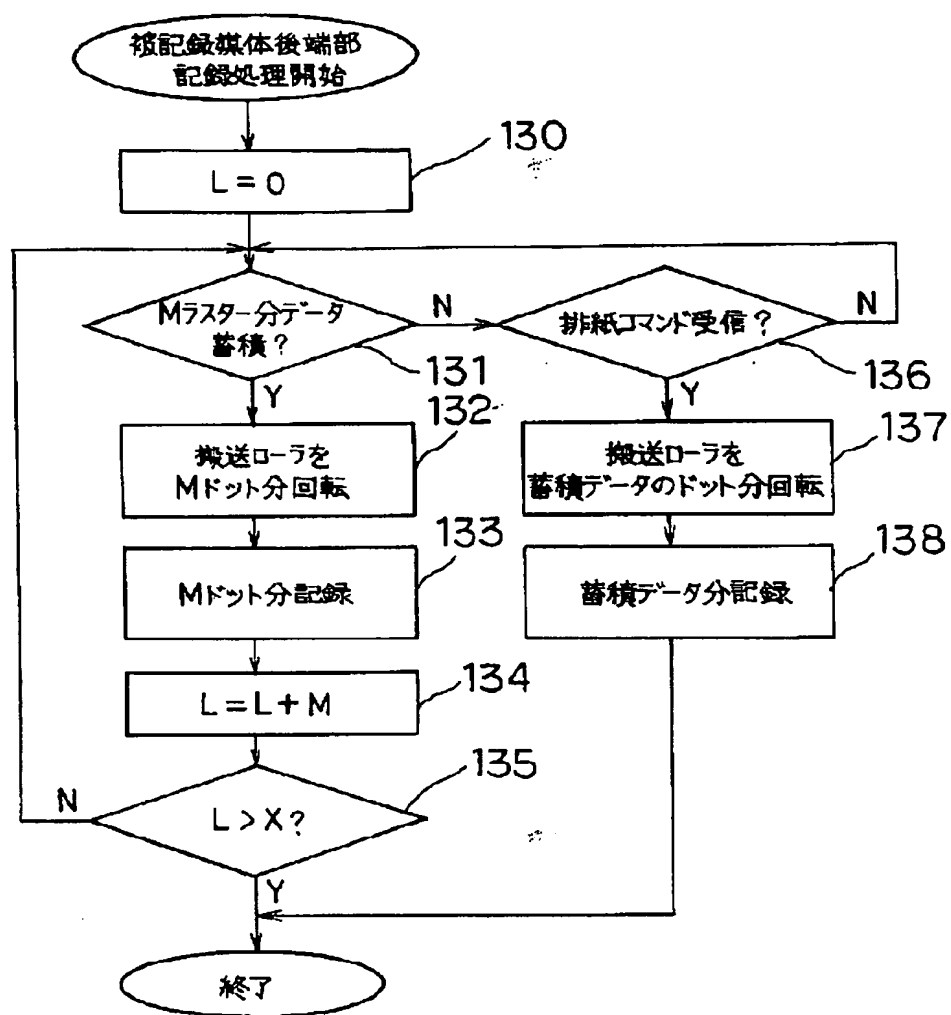 被記録媒体後端部
記録処理開始
130
L=0
Mラスター分データ
蓄積?
N
131
Y
排紙コマンド受信?
N
136
Y
132
搬送ローラを
Mドット分回転
137
搬送ローラを
蓄積データのドット分回転
133
Mドット分記録
138
蓄積データ分記録
134
L=L+M
135
L>X?
N
Y
終了